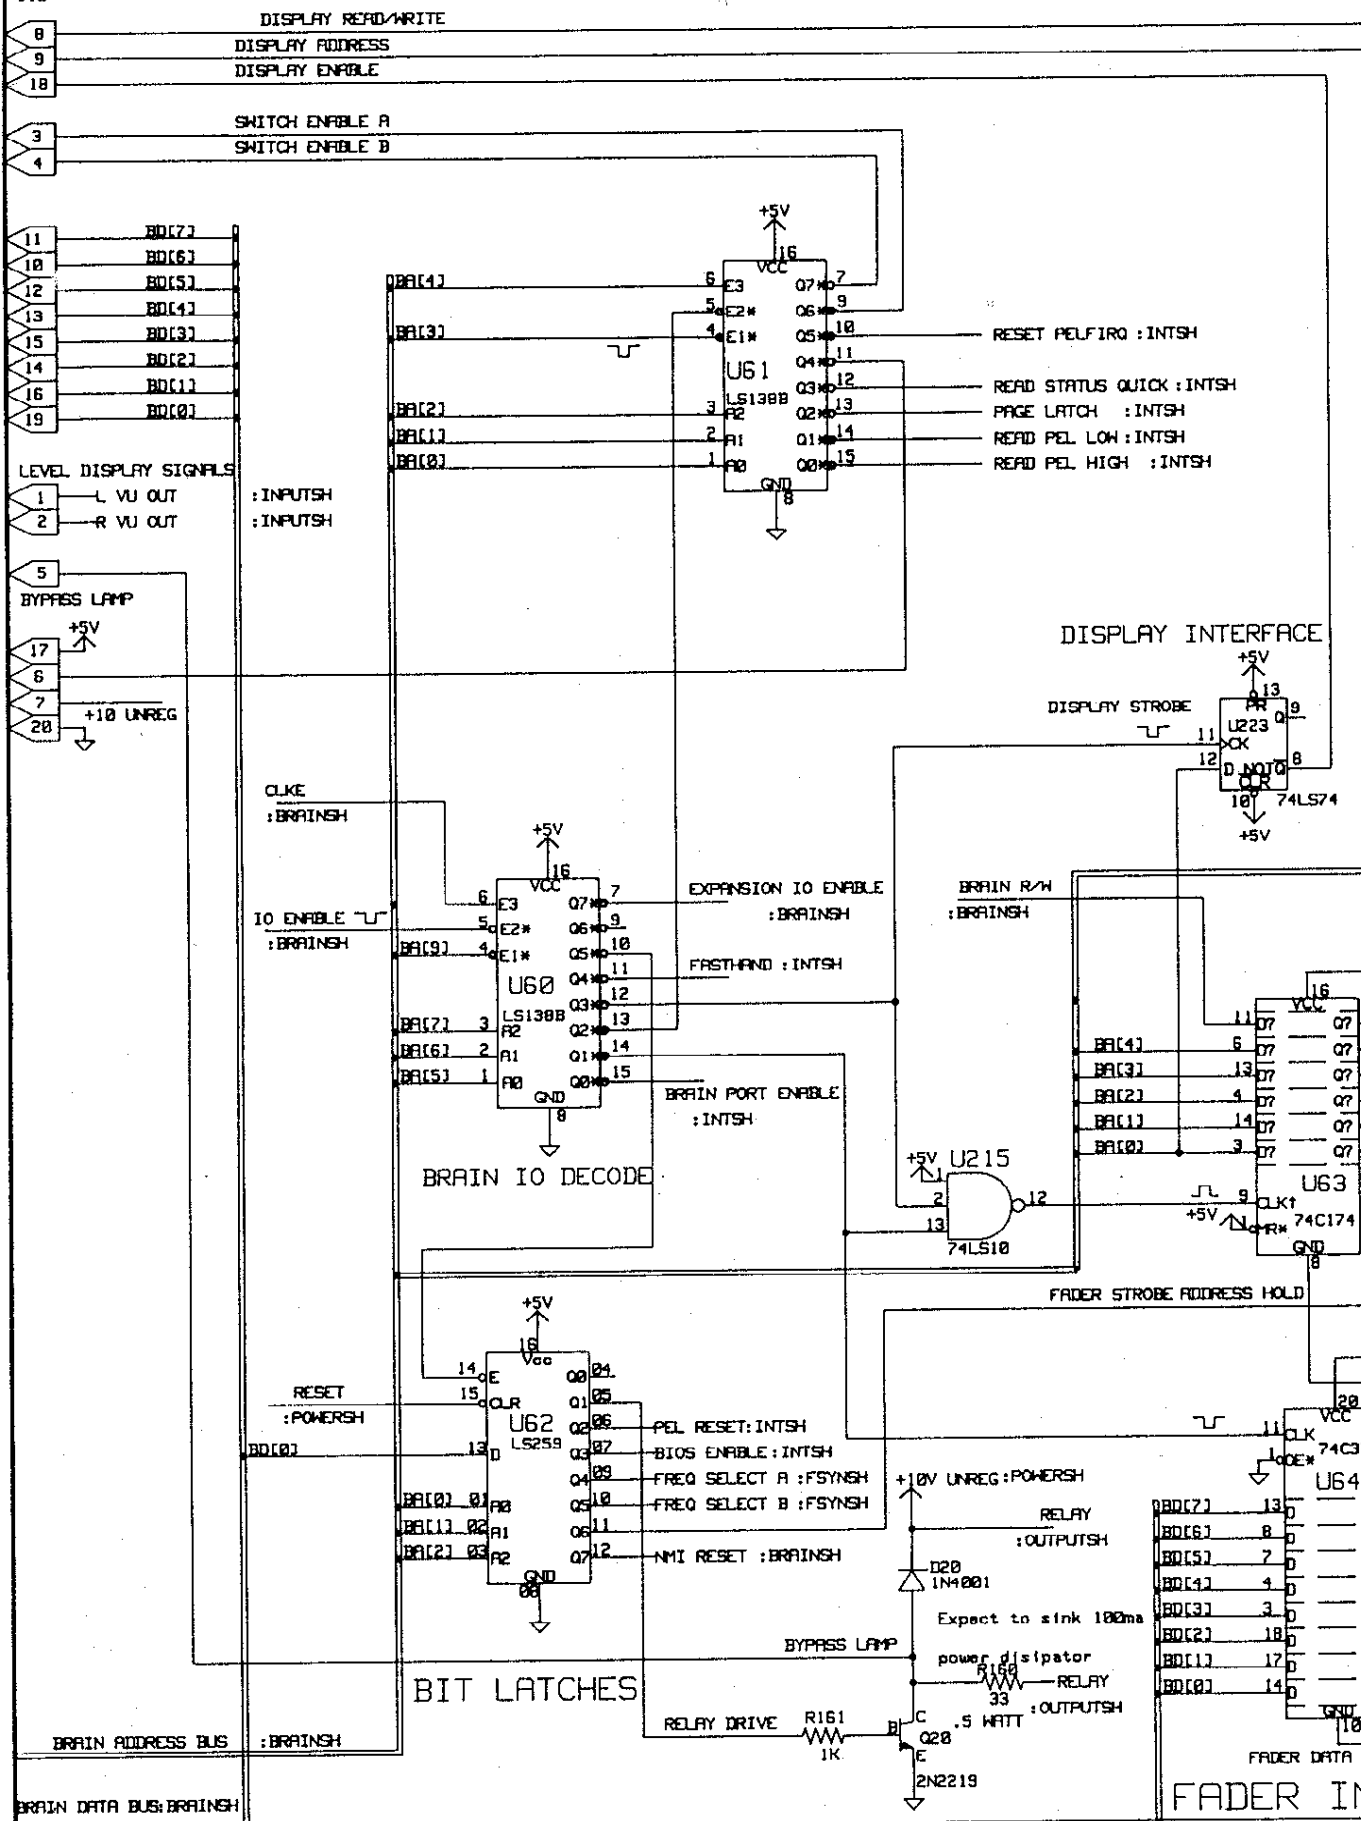 DISPLAY READ/WRITE
8
DISPLAY ADDRESS
9
DISPLAY ENABLE
18
SWITCH ENABLE A
3
SWITCH ENABLE B
4
11 BD[7]
10 BD[6]
12 BD[5]
13 BD[4]
15 BD[3]
14 BD[2]
16 BD[1]
19 BD[0]
LEVEL DISPLAY SIGNALS
1 L VU OUT :INPUTSH
2 R VU OUT :INPUTSH
5
BYPASS LAMP
+5V
17
6
7
+10 UNREG
20
+5V
16
VCC
BA[4] 6 E3 Q7* 7
5 E2* Q6* 9
BA[3] 4 E1* Q5* 10 RESET PELFIRQ :INTSH
Q4* 11
U61
Q3* 12 READ STATUS QUICK :INTSH
LS138B
BA[2] 3 A2 Q2* 13 PAGE LATCH :INTSH
BA[1] 2 A1 Q1* 14 READ PEL LOW :INTSH
BA[0] 1 A0 Q0* 15 READ PEL HIGH :INTSH
GND
8
DISPLAY INTERFACE
+5V
13
PR
DISPLAY STROBE
U223
Q 9
11 CK
12 D NOTQ 8
CLR
10 74LS74
+5V
CLKE
:BRAINSH
+5V
16
VCC
6 E3 Q7* 7 EXPANSION IO ENABLE
:BRAINSH
IO ENABLE 5 E2* Q6* 9
:BRAINSH
BA[9] 4 E1* Q5* 10
U60
Q4* 11 FASTHAND :INTSH
Q3* 12
LS138B
BA[7] 3 A2 Q2* 13
BA[6] 2 A1 Q1* 14
BA[5] 1 A0 Q0* 15 BRAIN PORT ENABLE
:INTSH
GND
8
BRAIN IO DECODE
BRAIN R/W
:BRAINSH
16
VCC
11 D? Q?
BA[4] 6 D? Q?
BA[3] 13 D? Q?
BA[2] 4 D? Q?
BA[1] 14 D? Q?
BA[0] 3 D? Q?
U63
+5V U215
1
2
13
12
74LS10
9 CLK↑
+5V 1 MR* 74C174
GND
8
FADER STROBE ADDRESS HOLD
+5V
16
Vcc
14 E Q0 04
RESET 15 CLR Q1 05
:POWERSH
U62
Q2 06 PEL RESET:INTSH
LS259
BD[0] 13 D Q3 07 BIOS ENABLE:INTSH
Q4 09 FREQ SELECT A :FSYNSH
BA[0] 01 A0 Q5 10 FREQ SELECT B :FSYNSH
BA[1] 02 A1 Q6 11
BA[2] 03 A2 Q7 12 NMI RESET :BRAINSH
GND
08
BIT LATCHES
+10V UNREG:POWERSH
RELAY
:OUTPUTSH
D20
1N4001
Expect to sink 100ma
BYPASS LAMP
power disipator
R160
33
RELAY
:OUTPUTSH
.5 WATT
RELAY DRIVE
R161
1K
B C
Q20
E
2N2219
20
VCC
11 CLK
74C3
1 OE*
U64
BD[7] 13 D
BD[6] 8 D
BD[5] 7 D
BD[4] 4 D
BD[3] 3 D
BD[2] 18 D
BD[1] 17 D
BD[0] 14 D
GND
10
FADER DATA
FADER IN
BRAIN ADDRESS BUS :BRAINSH
BRAIN DATA BUS:BRAINSH